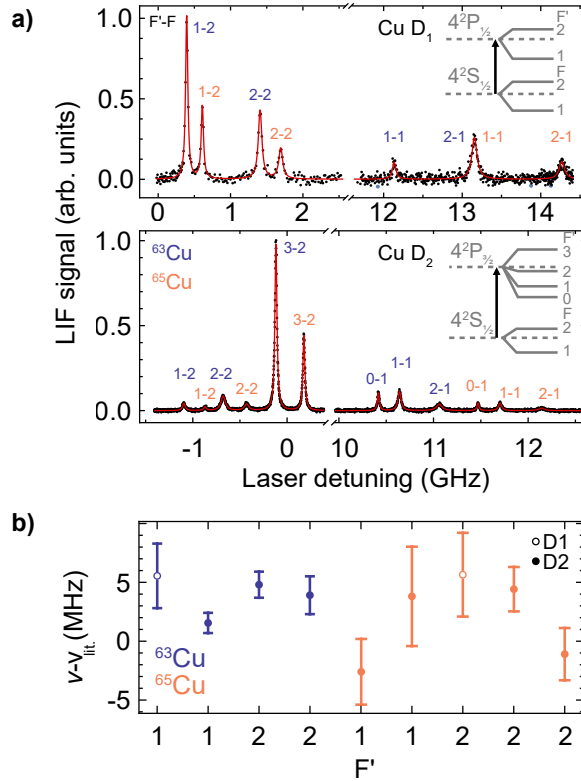 a)
F'-F
Cu D₁
1-2
1-2
2-2
2-2
1-1
2-1
1-1
2-1
4²P½
4²S½
F'
2
1
F
2
1
1.0
0.5
0.0
0
1
2
12
13
14
LIF signal (arb. units)
⁶³Cu
⁶⁵Cu
Cu D₂
3-2
3-2
1-2
1-2
2-2
2-2
0-1
1-1
2-1
0-1
1-1
2-1
4²P³⁄₂
4²S½
F'
3
2
1
0
F
2
1
1.0
0.5
0.0
-1
0
10
11
12
Laser detuning (GHz)
b)
D1
D2
ν-νlit. (MHz)
5
0
-5
⁶³Cu
⁶⁵Cu
1
1
2
2
1
1
2
2
2
F'